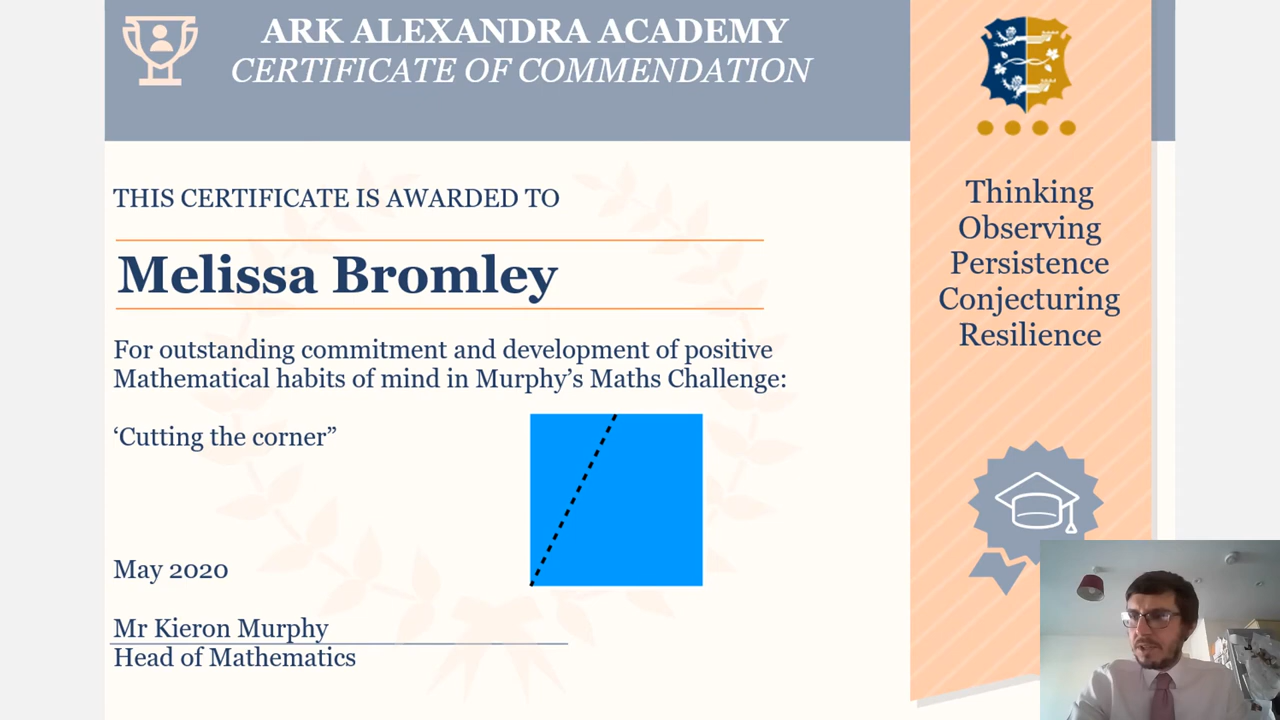 ARK ALEXANDRA ACADEMY
CERTIFICATE OF COMMENDATION
THIS CERTIFICATE IS AWARDED TO
Melissa Bromley
For outstanding commitment and development of positive
Mathematical habits of mind in Murphy’s Maths Challenge:
‘Cutting the corner”
May 2020
Mr Kieron Murphy
Head of Mathematics
Thinking
Observing
Persistence
Conjecturing
Resilience